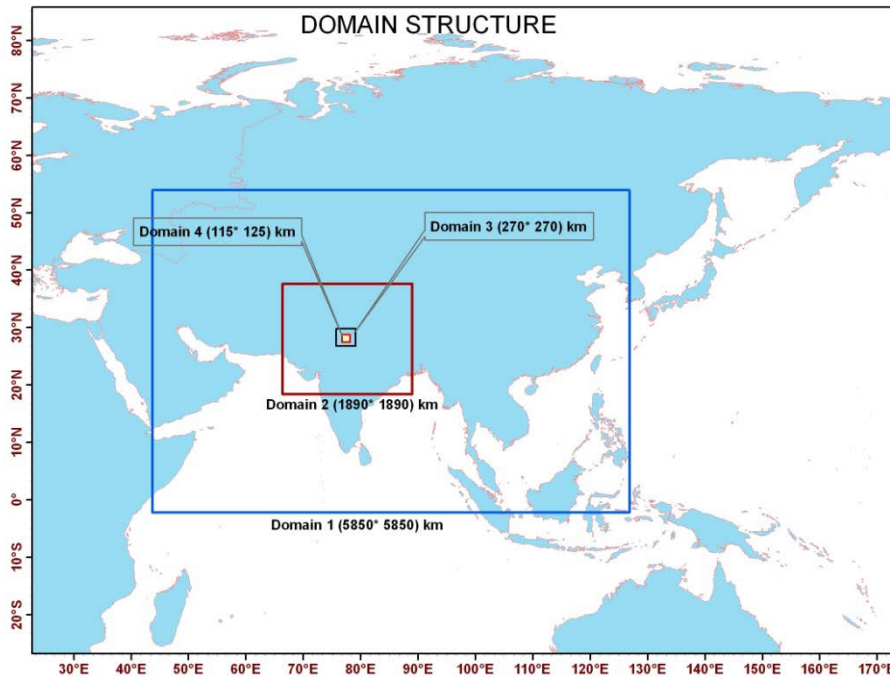 DOMAIN STRUCTURE
80°N
70°N
60°N
50°N
40°N
30°N
20°N
10°N
0°
10°S
20°S
Domain 4 (115* 125) km
Domain 3 (270* 270) km
Domain 2 (1890* 1890) km
Domain 1 (5850* 5850) km
30°E 40°E 50°E 60°E 70°E 80°E 90°E 100°E 110°E 120°E 130°E 140°E 150°E 160°E 170°E